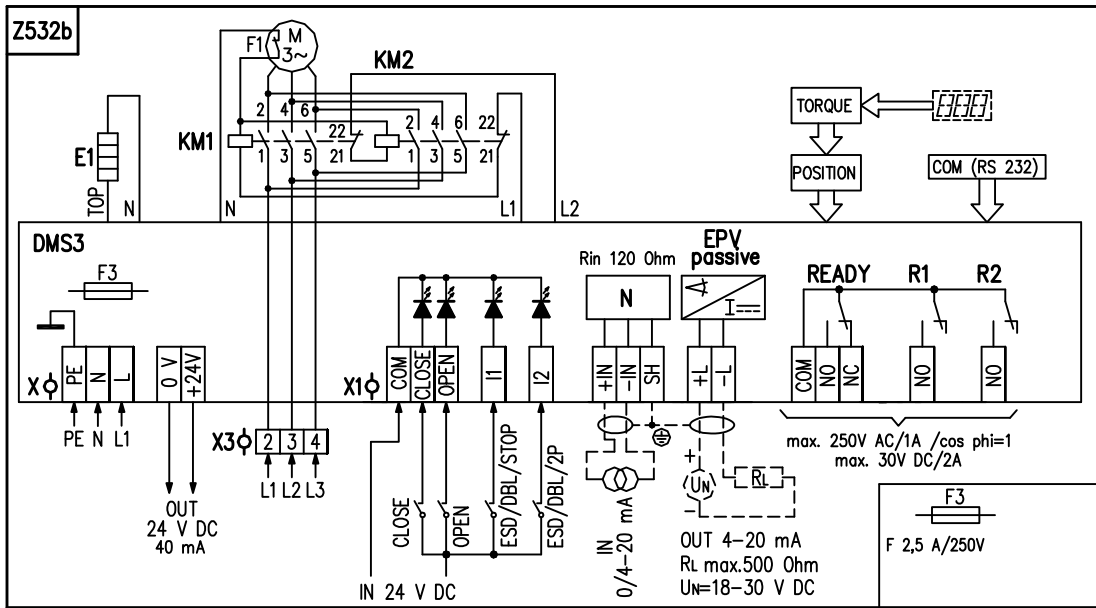 Z532b
F1
M
3~
KM2
2 4 6
22
2 4 6 22
KM1
1 3 5 21
1 3 5 21
E1
TOP
N
N
L1
L2
TORQUE
POSITION
COM (RS 232)
DMS3
F3
Rin 120 Ohm
N
EPV
passive
I
READY
R1
R2
X
PE
N
L
0 V
+24V
X1
COM
CLOSE
OPEN
I1
I2
+IN
-IN
SH
+L
-L
COM
NO
NC
NO
NO
PE N L1
X3
2 3 4
L1 L2 L3
OUT
24 V DC
40 mA
CLOSE
OPEN
ESD/DBL/STOP
ESD/DBL/2P
IN 24 V DC
IN
0/4-20 mA
+
UN
-
RL
OUT 4-20 mA
RL max.500 Ohm
UN=18-30 V DC
max. 250V AC/1A /cos phi=1
max. 30V DC/2A
F3
F 2,5 A/250V